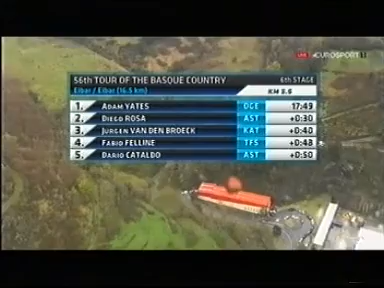 LIVE EUROSPORT 1
56th TOUR OF THE BASQUE COUNTRY 6th STAGE
Eibar / Eibar (16.5 km) KM 5.5
1. ADAM YATES OGE 17:49
2. DIEGO ROSA AST +0:30
3. JURGEN VAN DEN BROECK KAT +0:40
4. FABIO FELLINE TFS +0:48
5. DARIO CATALDO AST +0:50